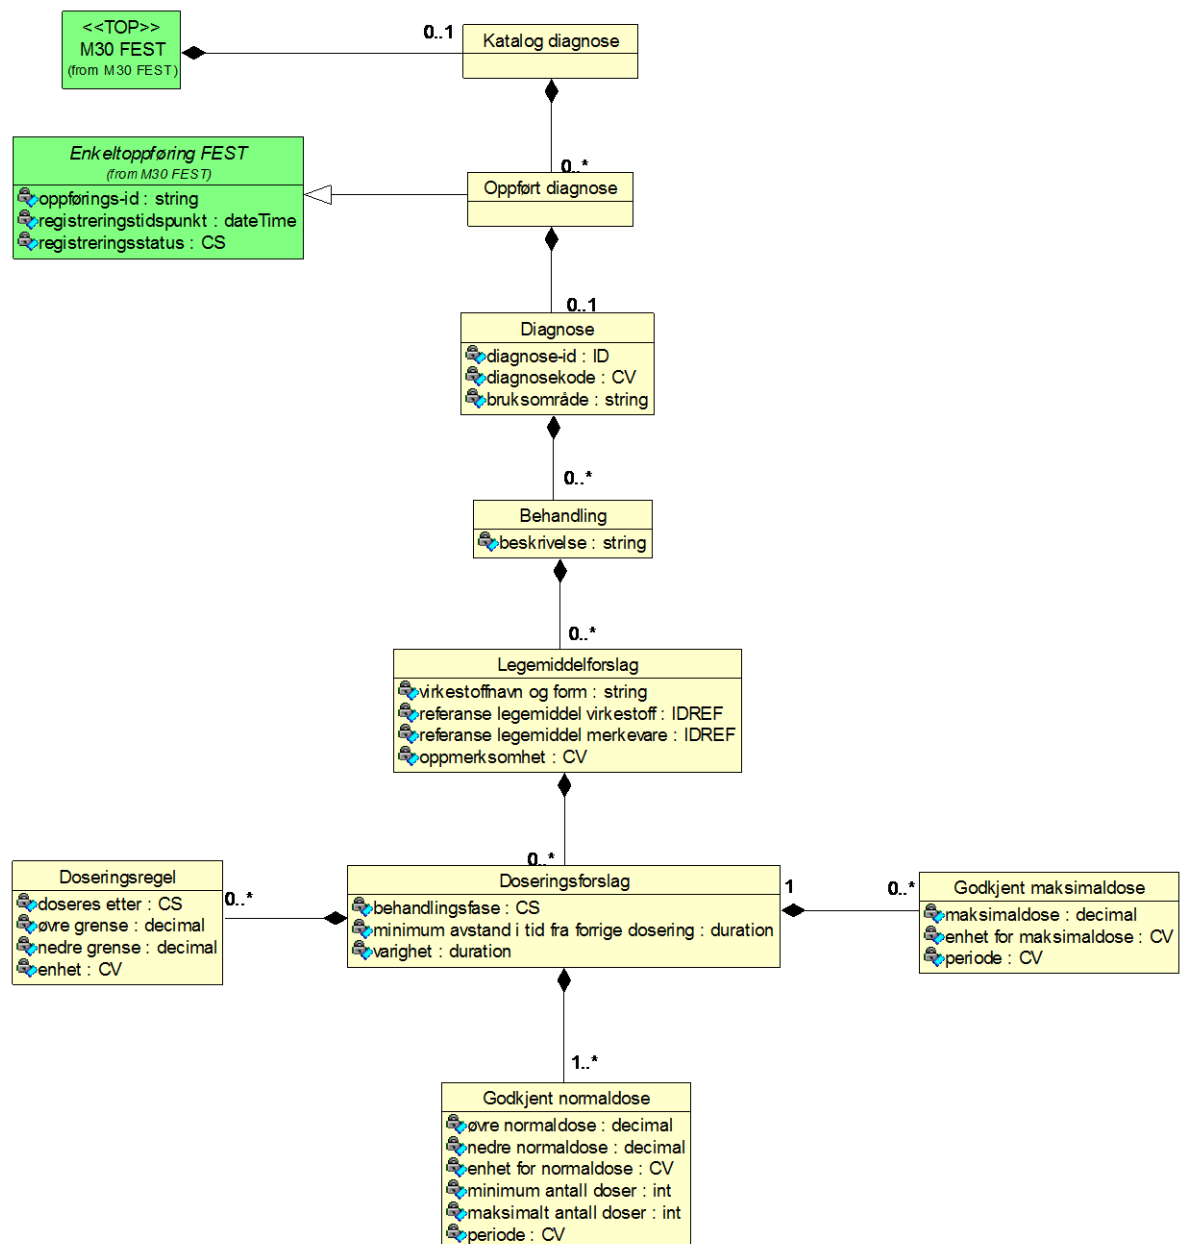 <<TOP>>
M30 FEST
(from M30 FEST)
0..1
Katalog diagnose
0..*
Enkeltoppføring FEST
(from M30 FEST)
oppførings-id : string
registreringstidspunkt : dateTime
registreringsstatus : CS
Oppført diagnose
0..1
Diagnose
diagnose-id : ID
diagnosekode : CV
bruksområde : string
0..*
Behandling
beskrivelse : string
0..*
Legemiddelforslag
virkestoffnavn og form : string
referanse legemiddel virkestoff : IDREF
referanse legemiddel merkevare : IDREF
oppmerksomhet : CV
0..*
Doseringsregel
doseres etter : CS
øvre grense : decimal
nedre grense : decimal
enhet : CV
0..*
Doseringsforslag
behandlingsfase : CS
minimum avstand i tid fra forrige dosering : duration
varighet : duration
1
0..*
Godkjent maksimaldose
maksimaldose : decimal
enhet for maksimaldose : CV
periode : CV
1..*
Godkjent normaldose
øvre normaldose : decimal
nedre normaldose : decimal
enhet for normaldose : CV
minimum antall doser : int
maksimalt antall doser : int
periode : CV